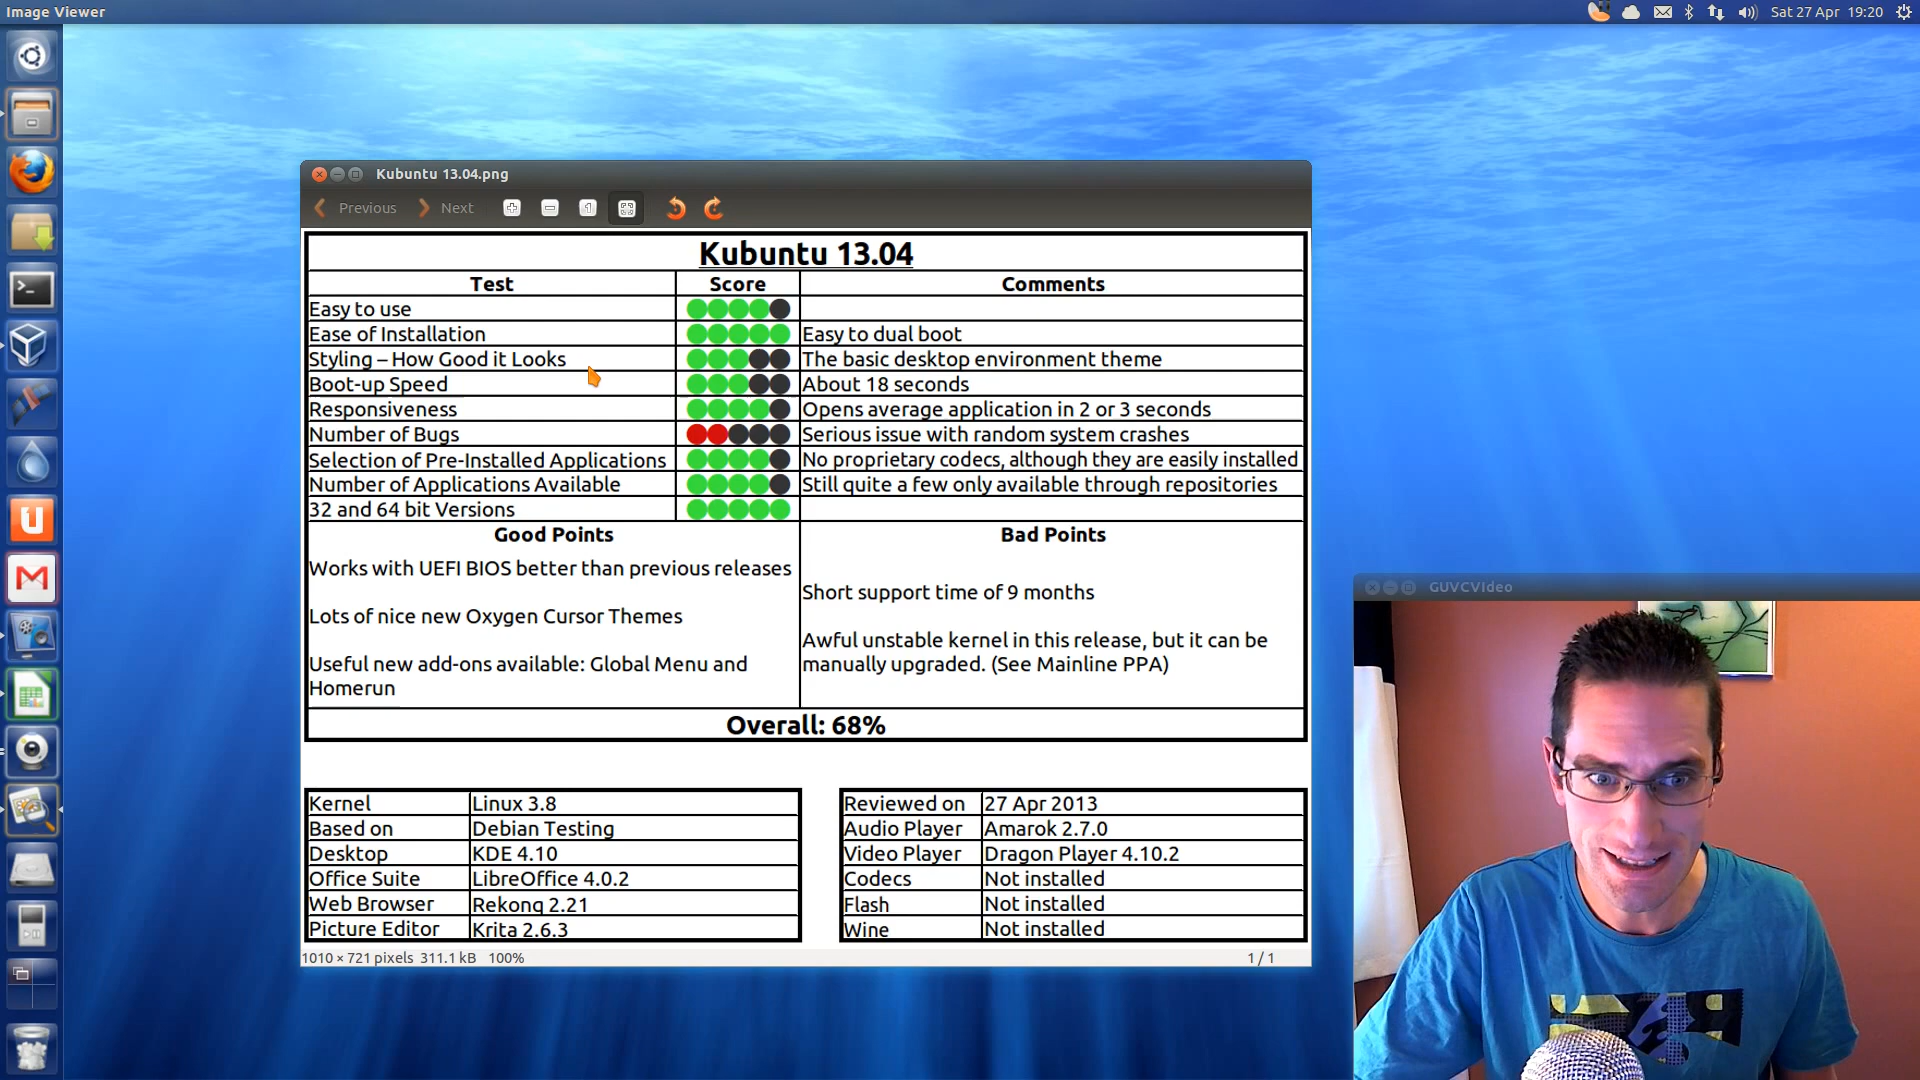 Image Viewer
Sat 27 Apr 19:20
Kubuntu 13.04.png
Previous Next
Kubuntu 13.04
Test Score Comments
Easy to use
Ease of Installation Easy to dual boot
Styling – How Good it Looks The basic desktop environment theme
Boot-up Speed About 18 seconds
Responsiveness Opens average application in 2 or 3 seconds
Number of Bugs Serious issue with random system crashes
Selection of Pre-Installed Applications No proprietary codecs, although they are easily installed
Number of Applications Available Still quite a few only available through repositories
32 and 64 bit Versions
Good Points
Works with UEFI BIOS better than previous releases
Lots of nice new Oxygen Cursor Themes
Useful new add-ons available: Global Menu and
Homerun
Bad Points
Short support time of 9 months
Awful unstable kernel in this release, but it can be
manually upgraded. (See Mainline PPA)
Overall: 68%
Kernel Linux 3.8
Based on Debian Testing
Desktop KDE 4.10
Office Suite LibreOffice 4.0.2
Web Browser Rekonq 2.21
Picture Editor Krita 2.6.3
Reviewed on 27 Apr 2013
Audio Player Amarok 2.7.0
Video Player Dragon Player 4.10.2
Codecs Not installed
Flash Not installed
Wine Not installed
1010 × 721 pixels 311.1 kB 100%
1 / 1
GUVCVIdeo